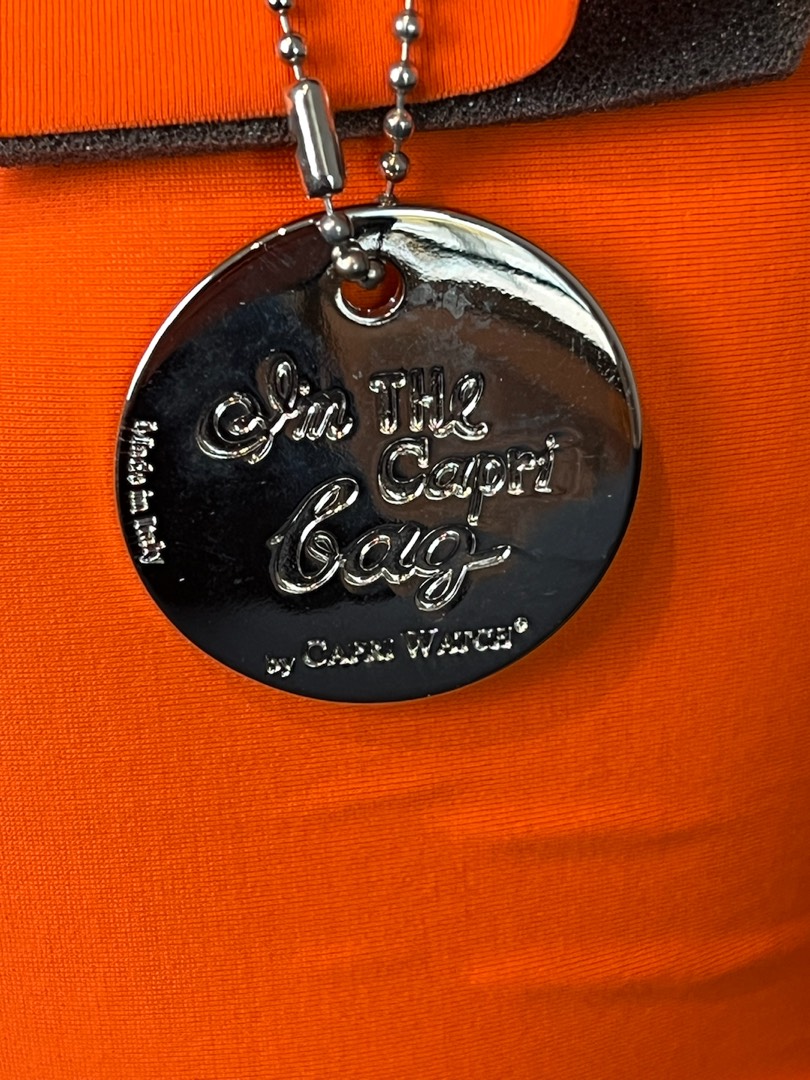 I'm THE
Capri
bag
by CAPRI WATCH®
Made in Italy